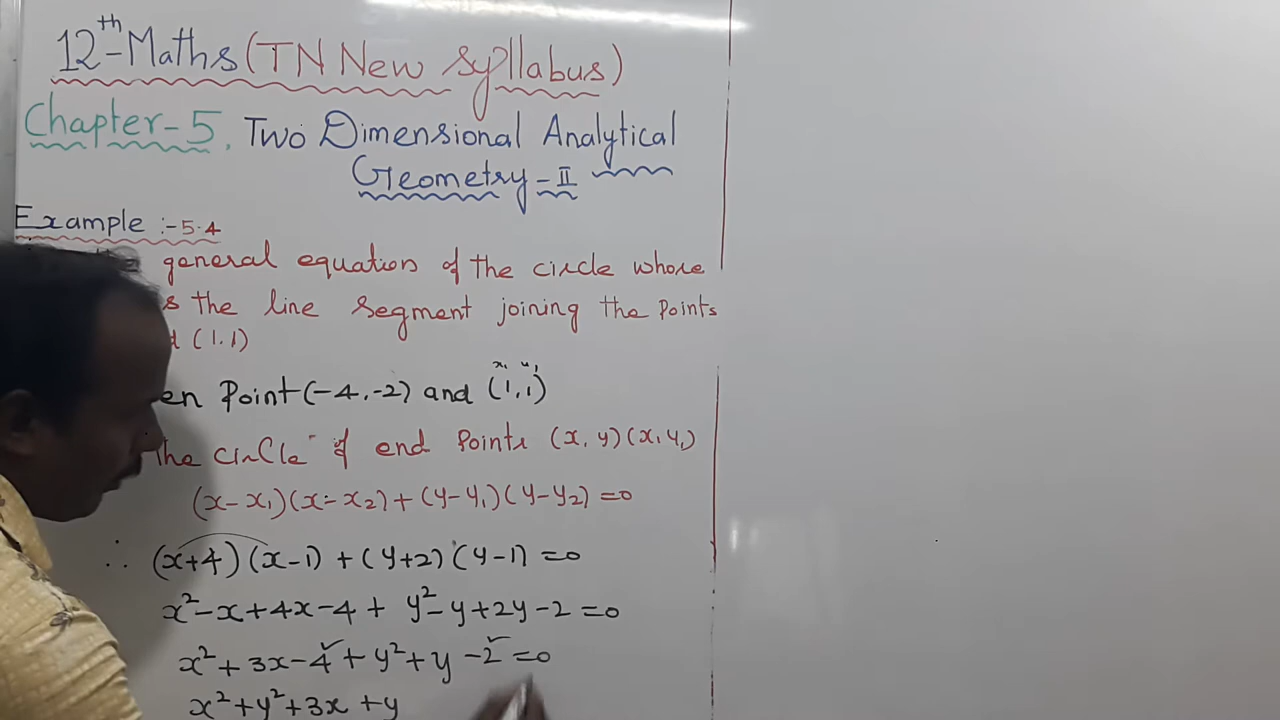 12th-Maths (TN New syllabus)
Chapter-5, Two Dimensional Analytical
Geometry-II
Example :-5.4
general equation of the circle whose
s the line segment joining the Points
(1.1)
en Point (-4,-2) and (1,1)
the circle of end Points (x,y)(x,y,)
(x-x₁)(x-x₂)+(y-y₁)(y-y₂)=0
∴ (x+4)(x-1)+(y+2)(y-1)=0
x²-x+4x-4+y²-y+2y-2=0
x²+3x-4+y²+y-2=0
x²+y²+3x+y